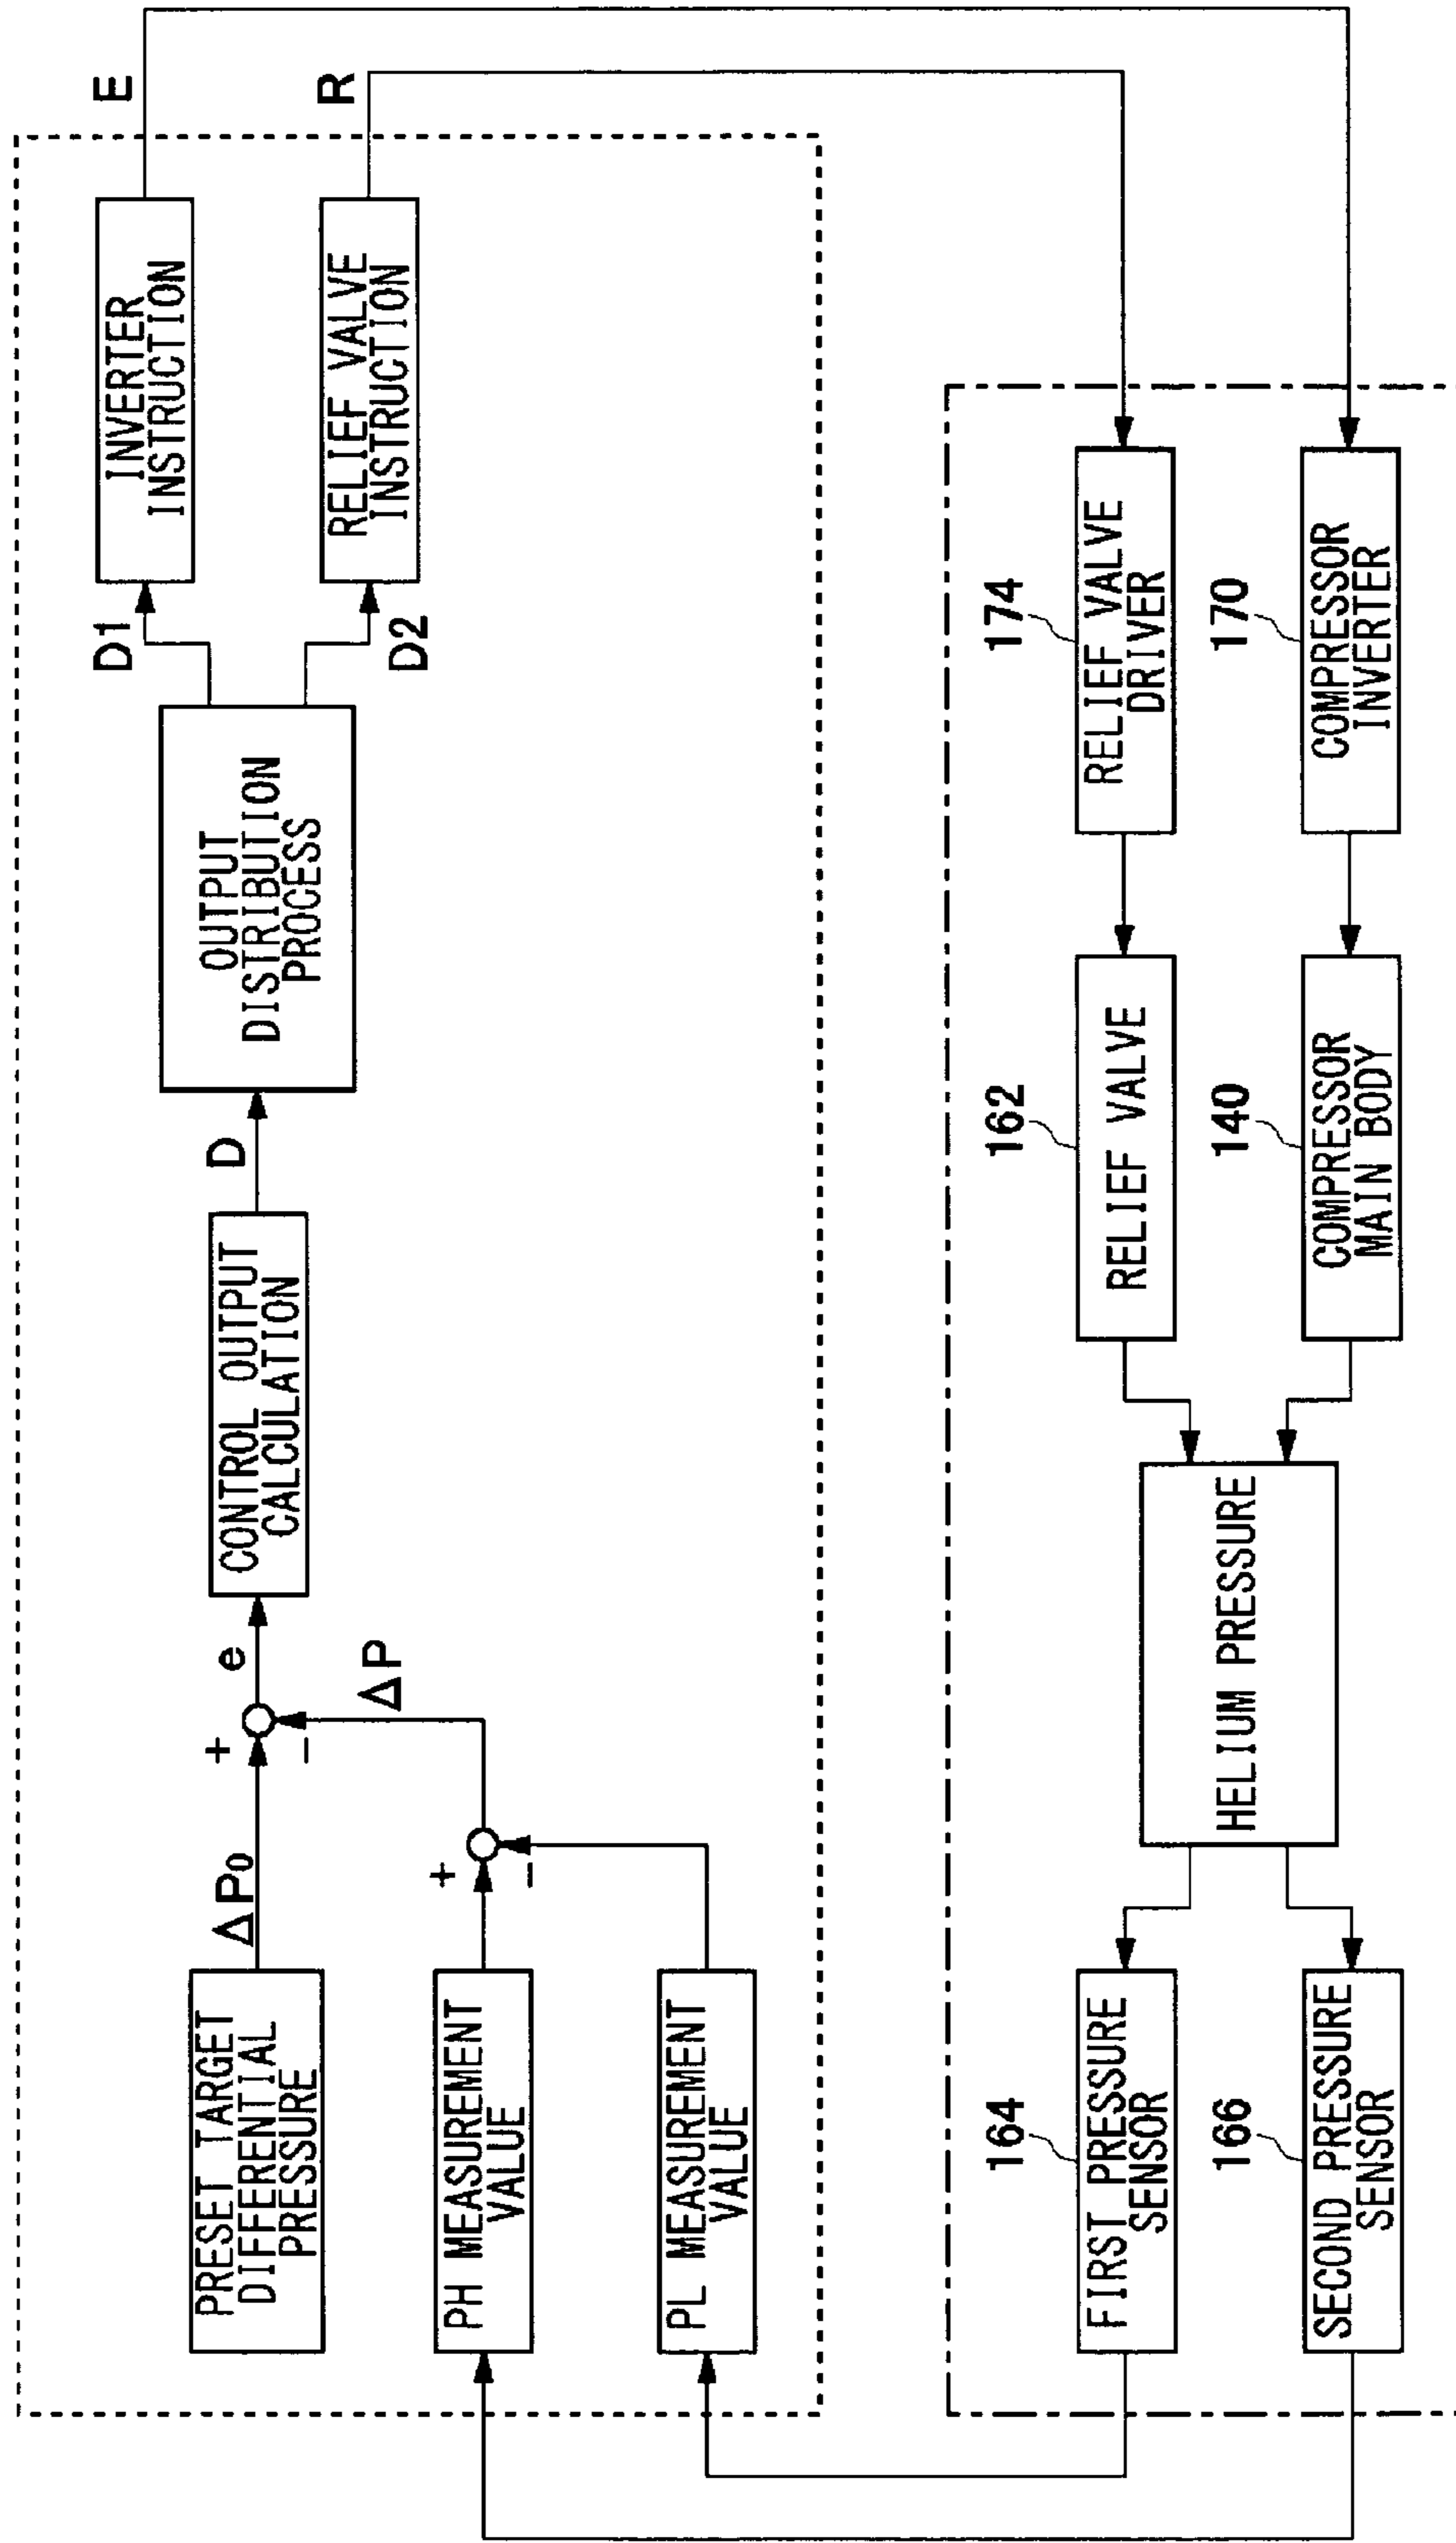 PRESET TARGET
DIFFERENTIAL
PRESSURE
ΔP0
+
−
e
CONTROL OUTPUT
CALCULATION
D
OUTPUT
DISTRIBUTION
PROCESS
D1
D2
INVERTER
INSTRUCTION
E
RELIEF VALVE
INSTRUCTION
R
PH MEASUREMENT
VALUE
+
−
ΔP
PL MEASUREMENT
VALUE
164
FIRST PRESSURE
SENSOR
166
SECOND PRESSURE
SENSOR
HELIUM PRESSURE
162
RELIEF VALVE
140
COMPRESSOR
MAIN BODY
174
RELIEF VALVE
DRIVER
170
COMPRESSOR
INVERTER